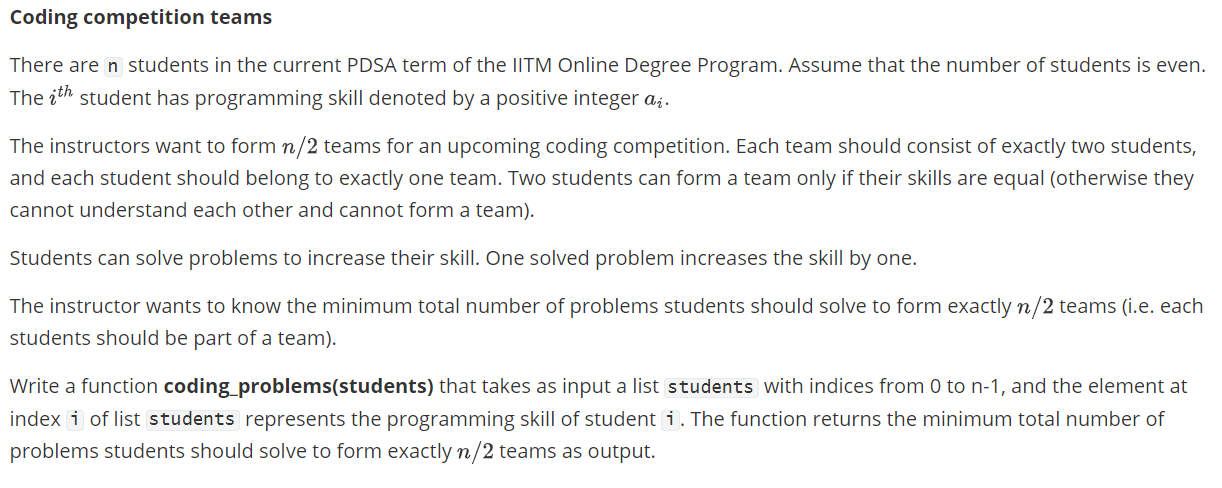 Coding competition teams
There are n students in the current PDSA term of the IITM Online Degree Program. Assume that the number of students is even.
The i^{th} student has programming skill denoted by a positive integer a_i.
The instructors want to form n/2 teams for an upcoming coding competition. Each team should consist of exactly two students,
and each student should belong to exactly one team. Two students can form a team only if their skills are equal (otherwise they
cannot understand each other and cannot form a team).
Students can solve problems to increase their skill. One solved problem increases the skill by one.
The instructor wants to know the minimum total number of problems students should solve to form exactly n/2 teams (i.e. each
students should be part of a team).
Write a function coding_problems(students) that takes as input a list students with indices from 0 to n-1, and the element at
index i of list students represents the programming skill of student i. The function returns the minimum total number of
problems students should solve to form exactly n/2 teams as output.